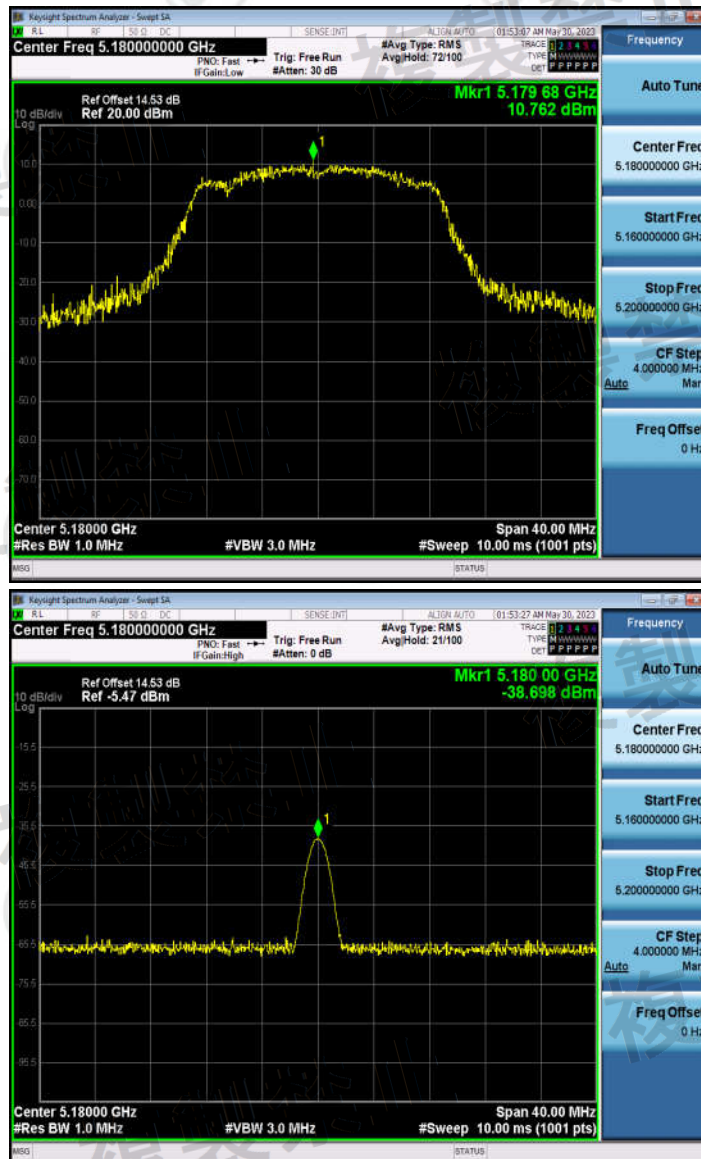 Keysight Spectrum Analyzer - Swept SA
RL RF 50 Ω DC SENSE:INT ALIGN AUTO 01:53:07 AM May 30, 2023
Center Freq 5.180000000 GHz
PNO: Fast
IFGain:Low
Trig: Free Run
#Atten: 30 dB
#Avg Type: RMS
Avg|Hold: 72/100
TRACE 1 2 3 4 5 6
TYPE M
DET P P P P P P
Frequency
Mkr1 5.179 68 GHz
10.762 dBm
Ref Offset 14.53 dB
10 dB/div Ref 20.00 dBm
Log
10.0
0.00
-10.0
-20.0
-30.0
-40.0
-50.0
-60.0
-70.0
1
Center 5.18000 GHz
Span 40.00 MHz
#Res BW 1.0 MHz
#VBW 3.0 MHz
#Sweep 10.00 ms (1001 pts)
MSG
STATUS
Auto Tune
Center Freq
5.180000000 GHz
Start Freq
5.160000000 GHz
Stop Freq
5.200000000 GHz
CF Step
4.000000 MHz
Auto Man
Freq Offset
0 Hz
Keysight Spectrum Analyzer - Swept SA
RL RF 50 Ω DC SENSE:INT ALIGN AUTO 01:53:27 AM May 30, 2023
Center Freq 5.180000000 GHz
PNO: Fast
IFGain:High
Trig: Free Run
#Atten: 0 dB
#Avg Type: RMS
Avg|Hold: 21/100
TRACE 1 2 3 4 5 6
TYPE M
DET P P P P P P
Frequency
Mkr1 5.180 00 GHz
-38.698 dBm
Ref Offset 14.53 dB
10 dB/div Ref -5.47 dBm
Log
-15.5
-25.5
-35.5
-45.5
-55.5
-65.5
-75.5
-85.5
-95.5
1
Center 5.18000 GHz
Span 40.00 MHz
#Res BW 1.0 MHz
#VBW 3.0 MHz
#Sweep 10.00 ms (1001 pts)
MSG
STATUS
Auto Tune
Center Freq
5.180000000 GHz
Start Freq
5.160000000 GHz
Stop Freq
5.200000000 GHz
CF Step
4.000000 MHz
Auto Man
Freq Offset
0 Hz